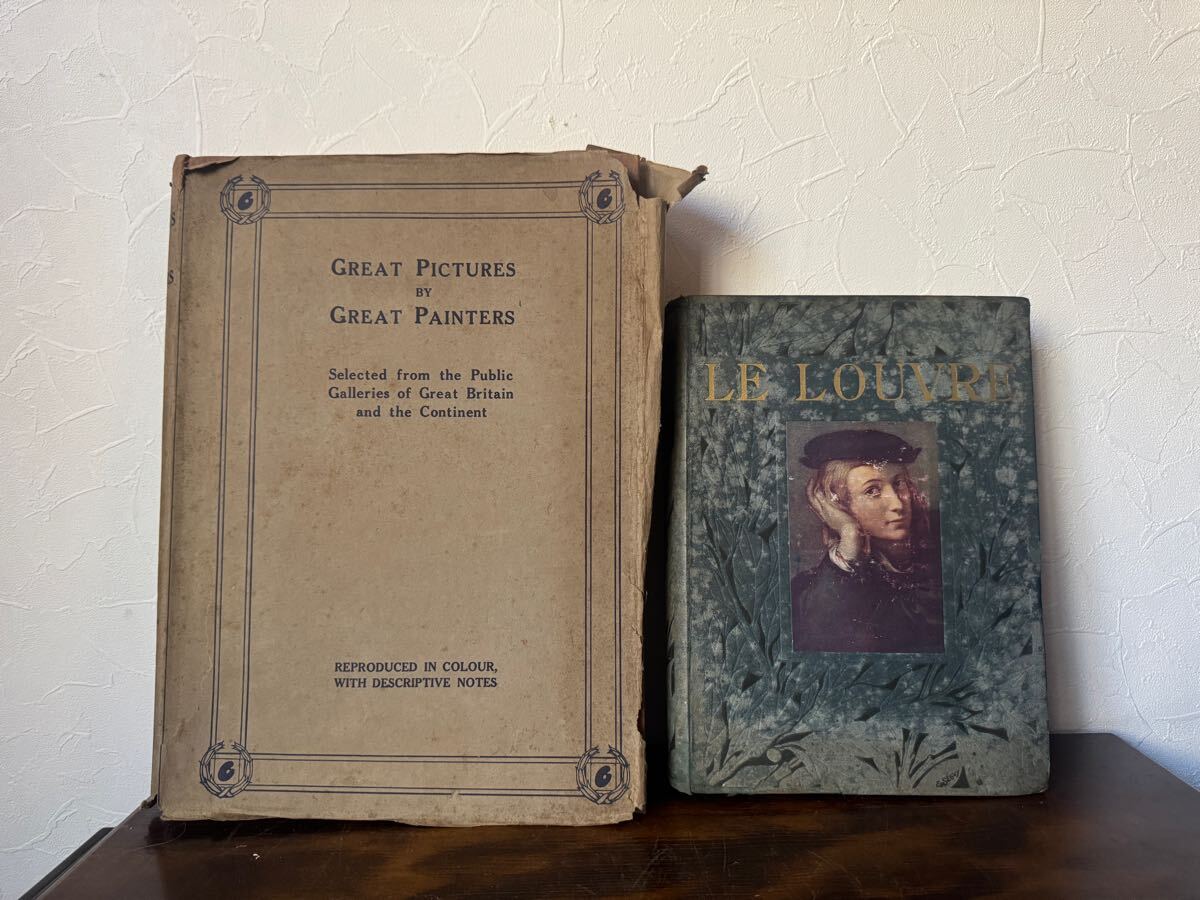 S
S
G
G
GREAT PICTURES
BY
GREAT PAINTERS
Selected from the Public
Galleries of Great Britain
and the Continent
REPRODUCED IN COLOUR,
WITH DESCRIPTIVE NOTES
G
G
LE LOUVRE